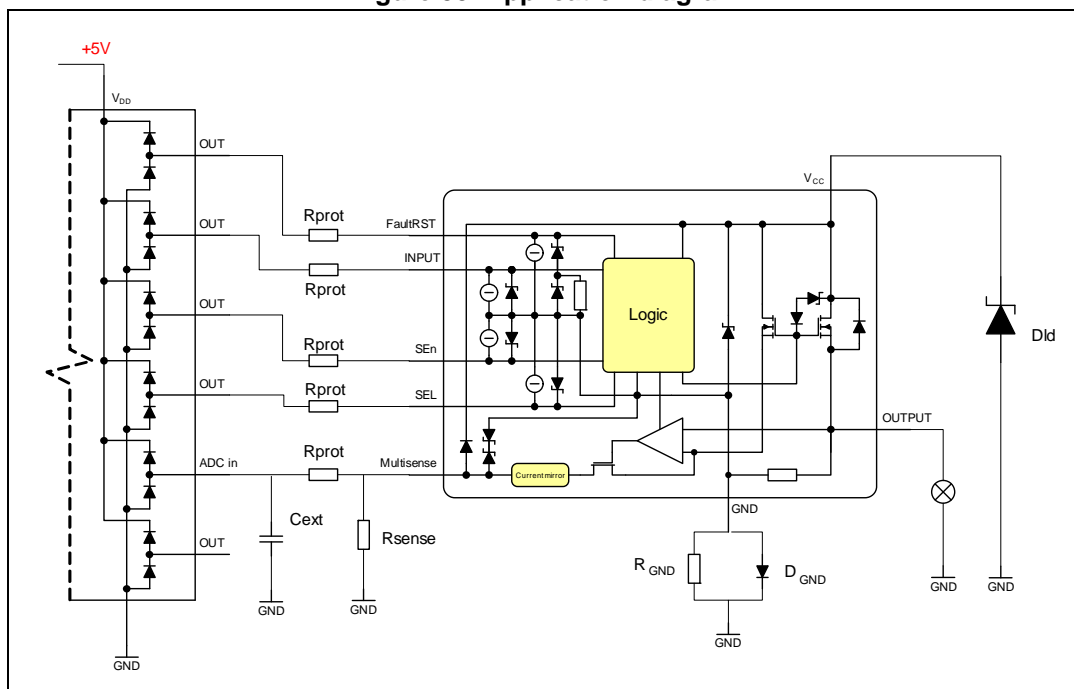 +5V
VDD
OUT
VCC
Rprot
FaultRST
OUT
INPUT
Rprot
OUT
Logic
Dld
Rprot
SEn
OUT
Rprot
SEL
OUTPUT
ADC in
Rprot
Multisense
Current mirror
GND
Cext
Rsense
OUT
RGND
DGND
GND
GND
GND
GND
GND
GND